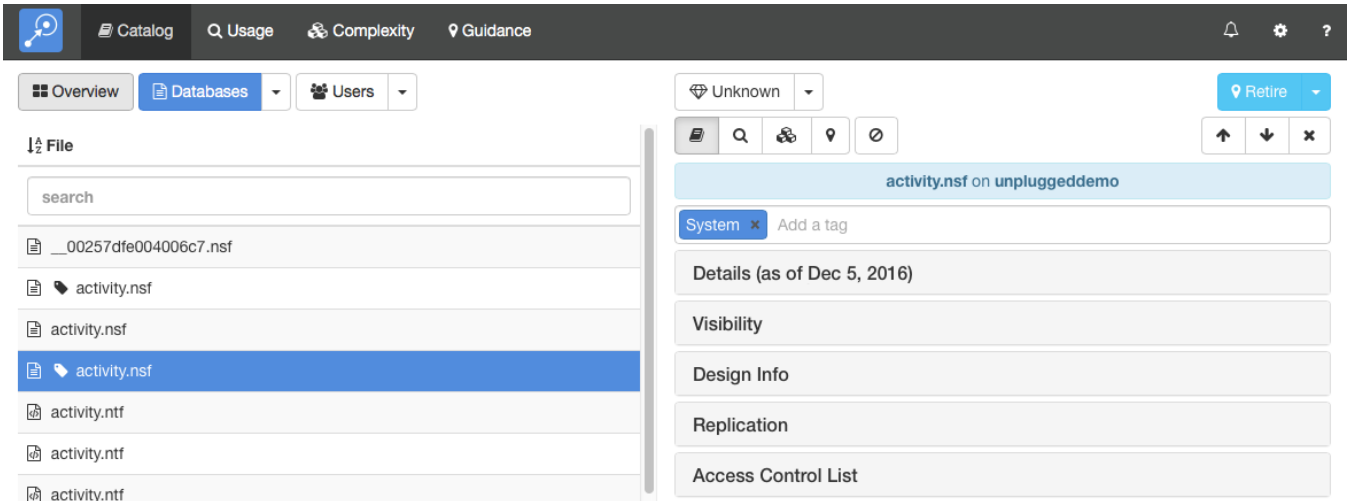 Catalog Usage Complexity Guidance ?
Overview Databases Users
Unknown Retire
File
search
activity.nsf on unpluggeddemo
System × Add a tag
__00257dfe004006c7.nsf
activity.nsf
activity.nsf
activity.nsf
activity.ntf
activity.ntf
activity.ntf
Details (as of Dec 5, 2016)
Visibility
Design Info
Replication
Access Control List